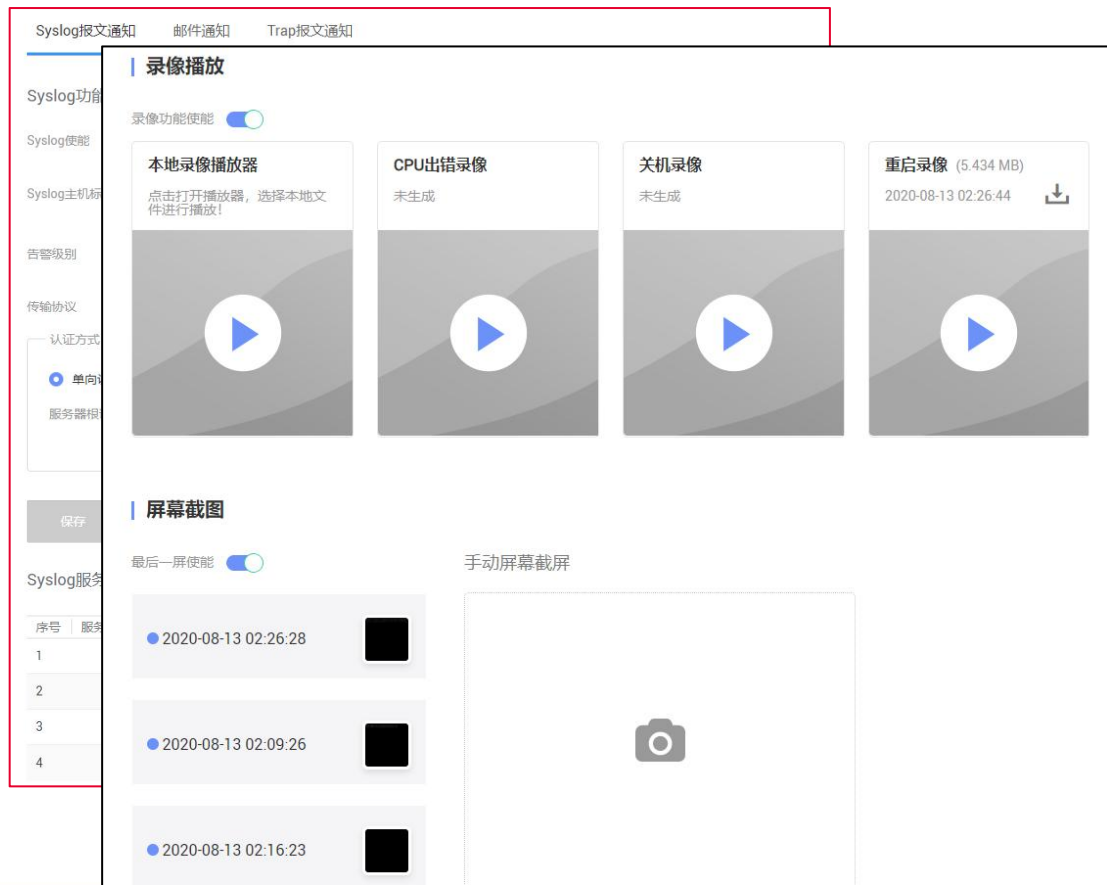 Syslog报文通知 邮件通知 Trap报文通知
Syslog功能
Syslog使能
Syslog主机标
告警级别
传输协议
认证方式
单向
服务器根
保存
Syslog服务
序号 服务
1
2
3
4
录像播放
录像功能使能
本地录像播放器
点击打开播放器，选择本地文
件进行播放！
CPU出错录像
未生成
关机录像
未生成
重启录像 (5.434 MB)
2020-08-13 02:26:44
屏幕截图
最后一屏使能
手动屏幕截屏
2020-08-13 02:26:28
2020-08-13 02:09:26
2020-08-13 02:16:23